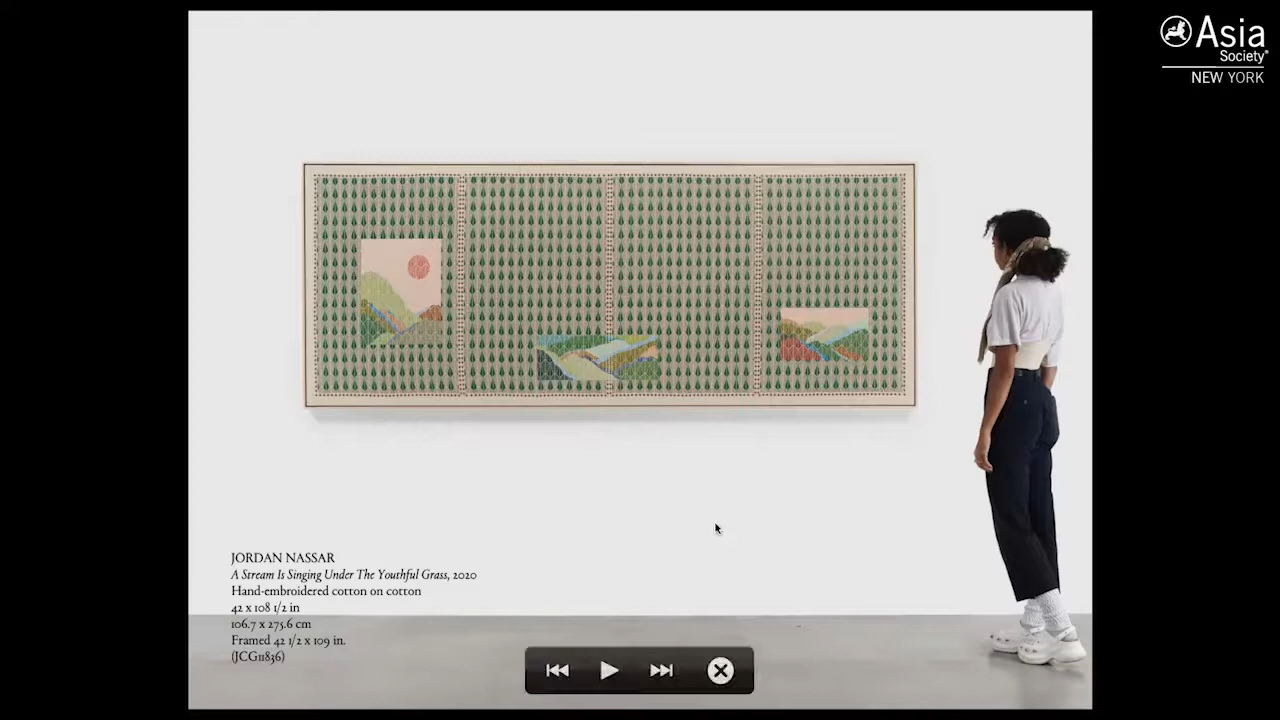 Asia
Society
NEW YORK
JORDAN NASSAR
A Stream Is Singing Under The Youthful Grass, 2020
Hand-embroidered cotton on cotton
42 x 108 1/2 in
106.7 x 275.6 cm
Framed 42 1/2 x 109 in.
(JCG11836)